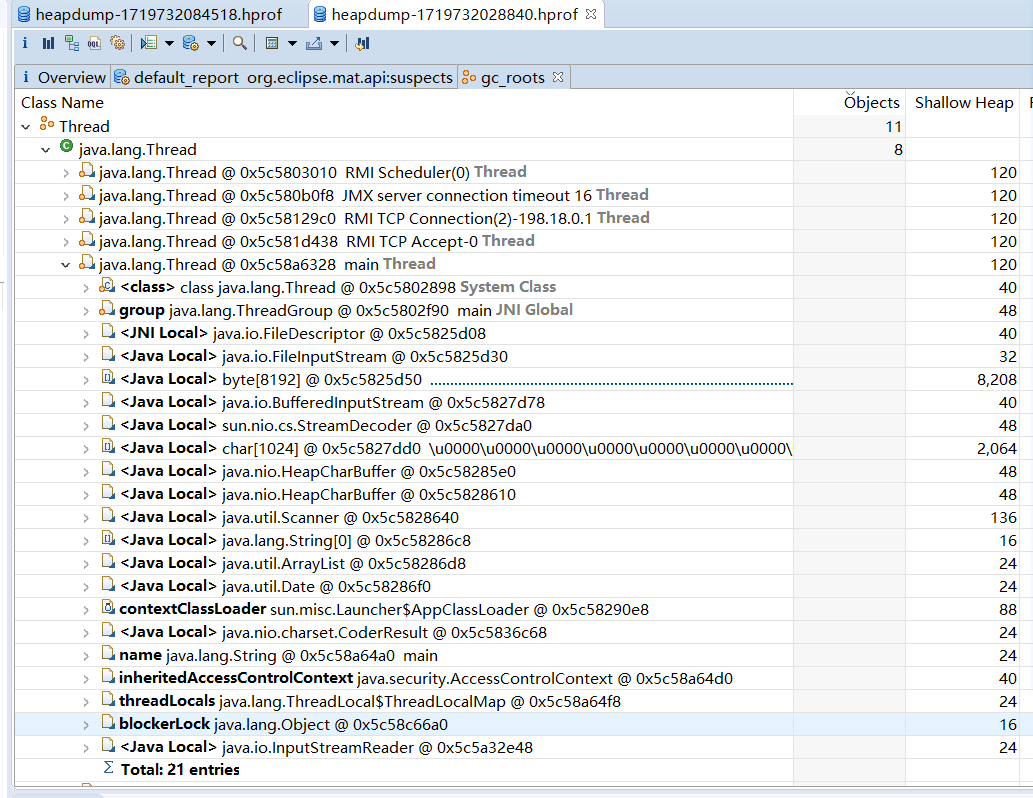 heapdump-1719732084518.hprof heapdump-1719732028840.hprof
i Overview default_report org.eclipse.mat.api:suspects gc_roots
Class Name Objects Shallow Heap
Thread 11
java.lang.Thread 8
java.lang.Thread @ 0x5c5803010 RMI Scheduler(0) Thread 120
java.lang.Thread @ 0x5c580b0f8 JMX server connection timeout 16 Thread 120
java.lang.Thread @ 0x5c58129c0 RMI TCP Connection(2)-198.18.0.1 Thread 120
java.lang.Thread @ 0x5c581d438 RMI TCP Accept-0 Thread 120
java.lang.Thread @ 0x5c58a6328 main Thread 120
<class> class java.lang.Thread @ 0x5c5802898 System Class 40
group java.lang.ThreadGroup @ 0x5c5802f90 main JNI Global 48
<JNI Local> java.io.FileDescriptor @ 0x5c5825d08 40
<Java Local> java.io.FileInputStream @ 0x5c5825d30 32
<Java Local> byte[8192] @ 0x5c5825d50 ........................................................................................... 8,208
<Java Local> java.io.BufferedInputStream @ 0x5c5827d78 40
<Java Local> sun.nio.cs.StreamDecoder @ 0x5c5827da0 48
<Java Local> char[1024] @ 0x5c5827dd0 \u0000\u0000\u0000\u0000\u0000\u0000\u0000\ 2,064
<Java Local> java.nio.HeapCharBuffer @ 0x5c58285e0 48
<Java Local> java.nio.HeapCharBuffer @ 0x5c5828610 48
<Java Local> java.util.Scanner @ 0x5c5828640 136
<Java Local> java.lang.String[0] @ 0x5c58286c8 16
<Java Local> java.util.ArrayList @ 0x5c58286d8 24
<Java Local> java.util.Date @ 0x5c58286f0 24
contextClassLoader sun.misc.Launcher$AppClassLoader @ 0x5c58290e8 88
<Java Local> java.nio.charset.CoderResult @ 0x5c5836c68 24
name java.lang.String @ 0x5c58a64a0 main 24
inheritedAccessControlContext java.security.AccessControlContext @ 0x5c58a64d0 40
threadLocals java.lang.ThreadLocal$ThreadLocalMap @ 0x5c58a64f8 24
blockerLock java.lang.Object @ 0x5c58c66a0 16
<Java Local> java.io.InputStreamReader @ 0x5c5a32e48 24
Σ Total: 21 entries